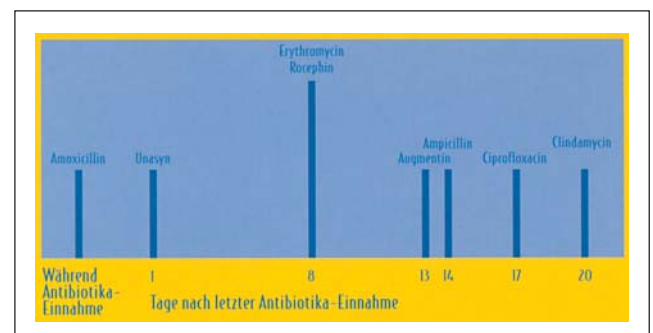 Erythromycin
Rocephin
Ampicillin
Clindamycin
Amoxicillin
Unasyn
Augmentin
Ciprofloxacin
Während
Antibiotika-
Einnahme
1
8
13
14
17
20
Tage nach letzter Antibiotika-Einnahme